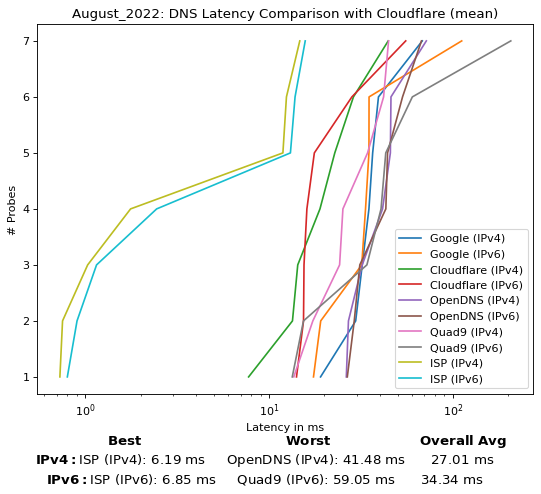 August_2022: DNS Latency Comparison with Cloudflare (mean)
7
6
5
4
3
2
1
# Probes
Google (IPv4)
Google (IPv6)
Cloudflare (IPv4)
Cloudflare (IPv6)
OpenDNS (IPv4)
OpenDNS (IPv6)
Quad9 (IPv4)
Quad9 (IPv6)
ISP (IPv4)
ISP (IPv6)
10⁰ 10¹ 10²
Latency in ms
Best Worst Overall Avg
IPv4: ISP (IPv4): 6.19 ms OpenDNS (IPv4): 41.48 ms 27.01 ms
IPv6: ISP (IPv6): 6.85 ms Quad9 (IPv6): 59.05 ms 34.34 ms